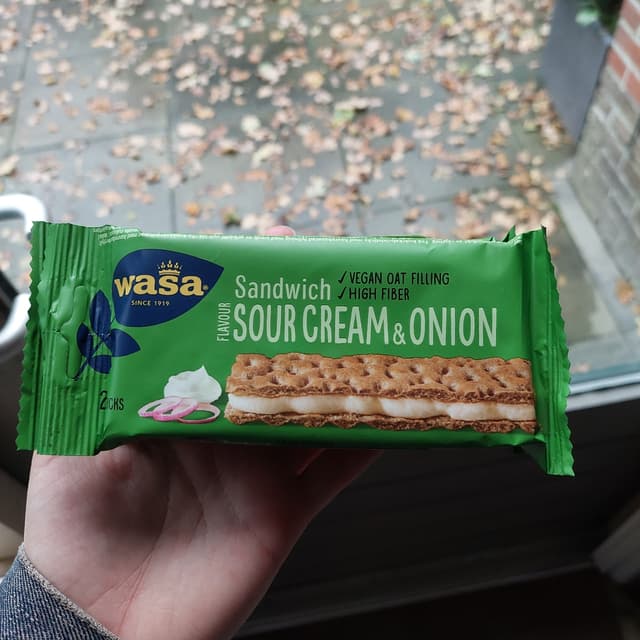 wasa
SINCE 1919
Sandwich
✓VEGAN OAT FILLING
✓HIGH FIBER
FLAVOUR
SOUR CREAM & ONION